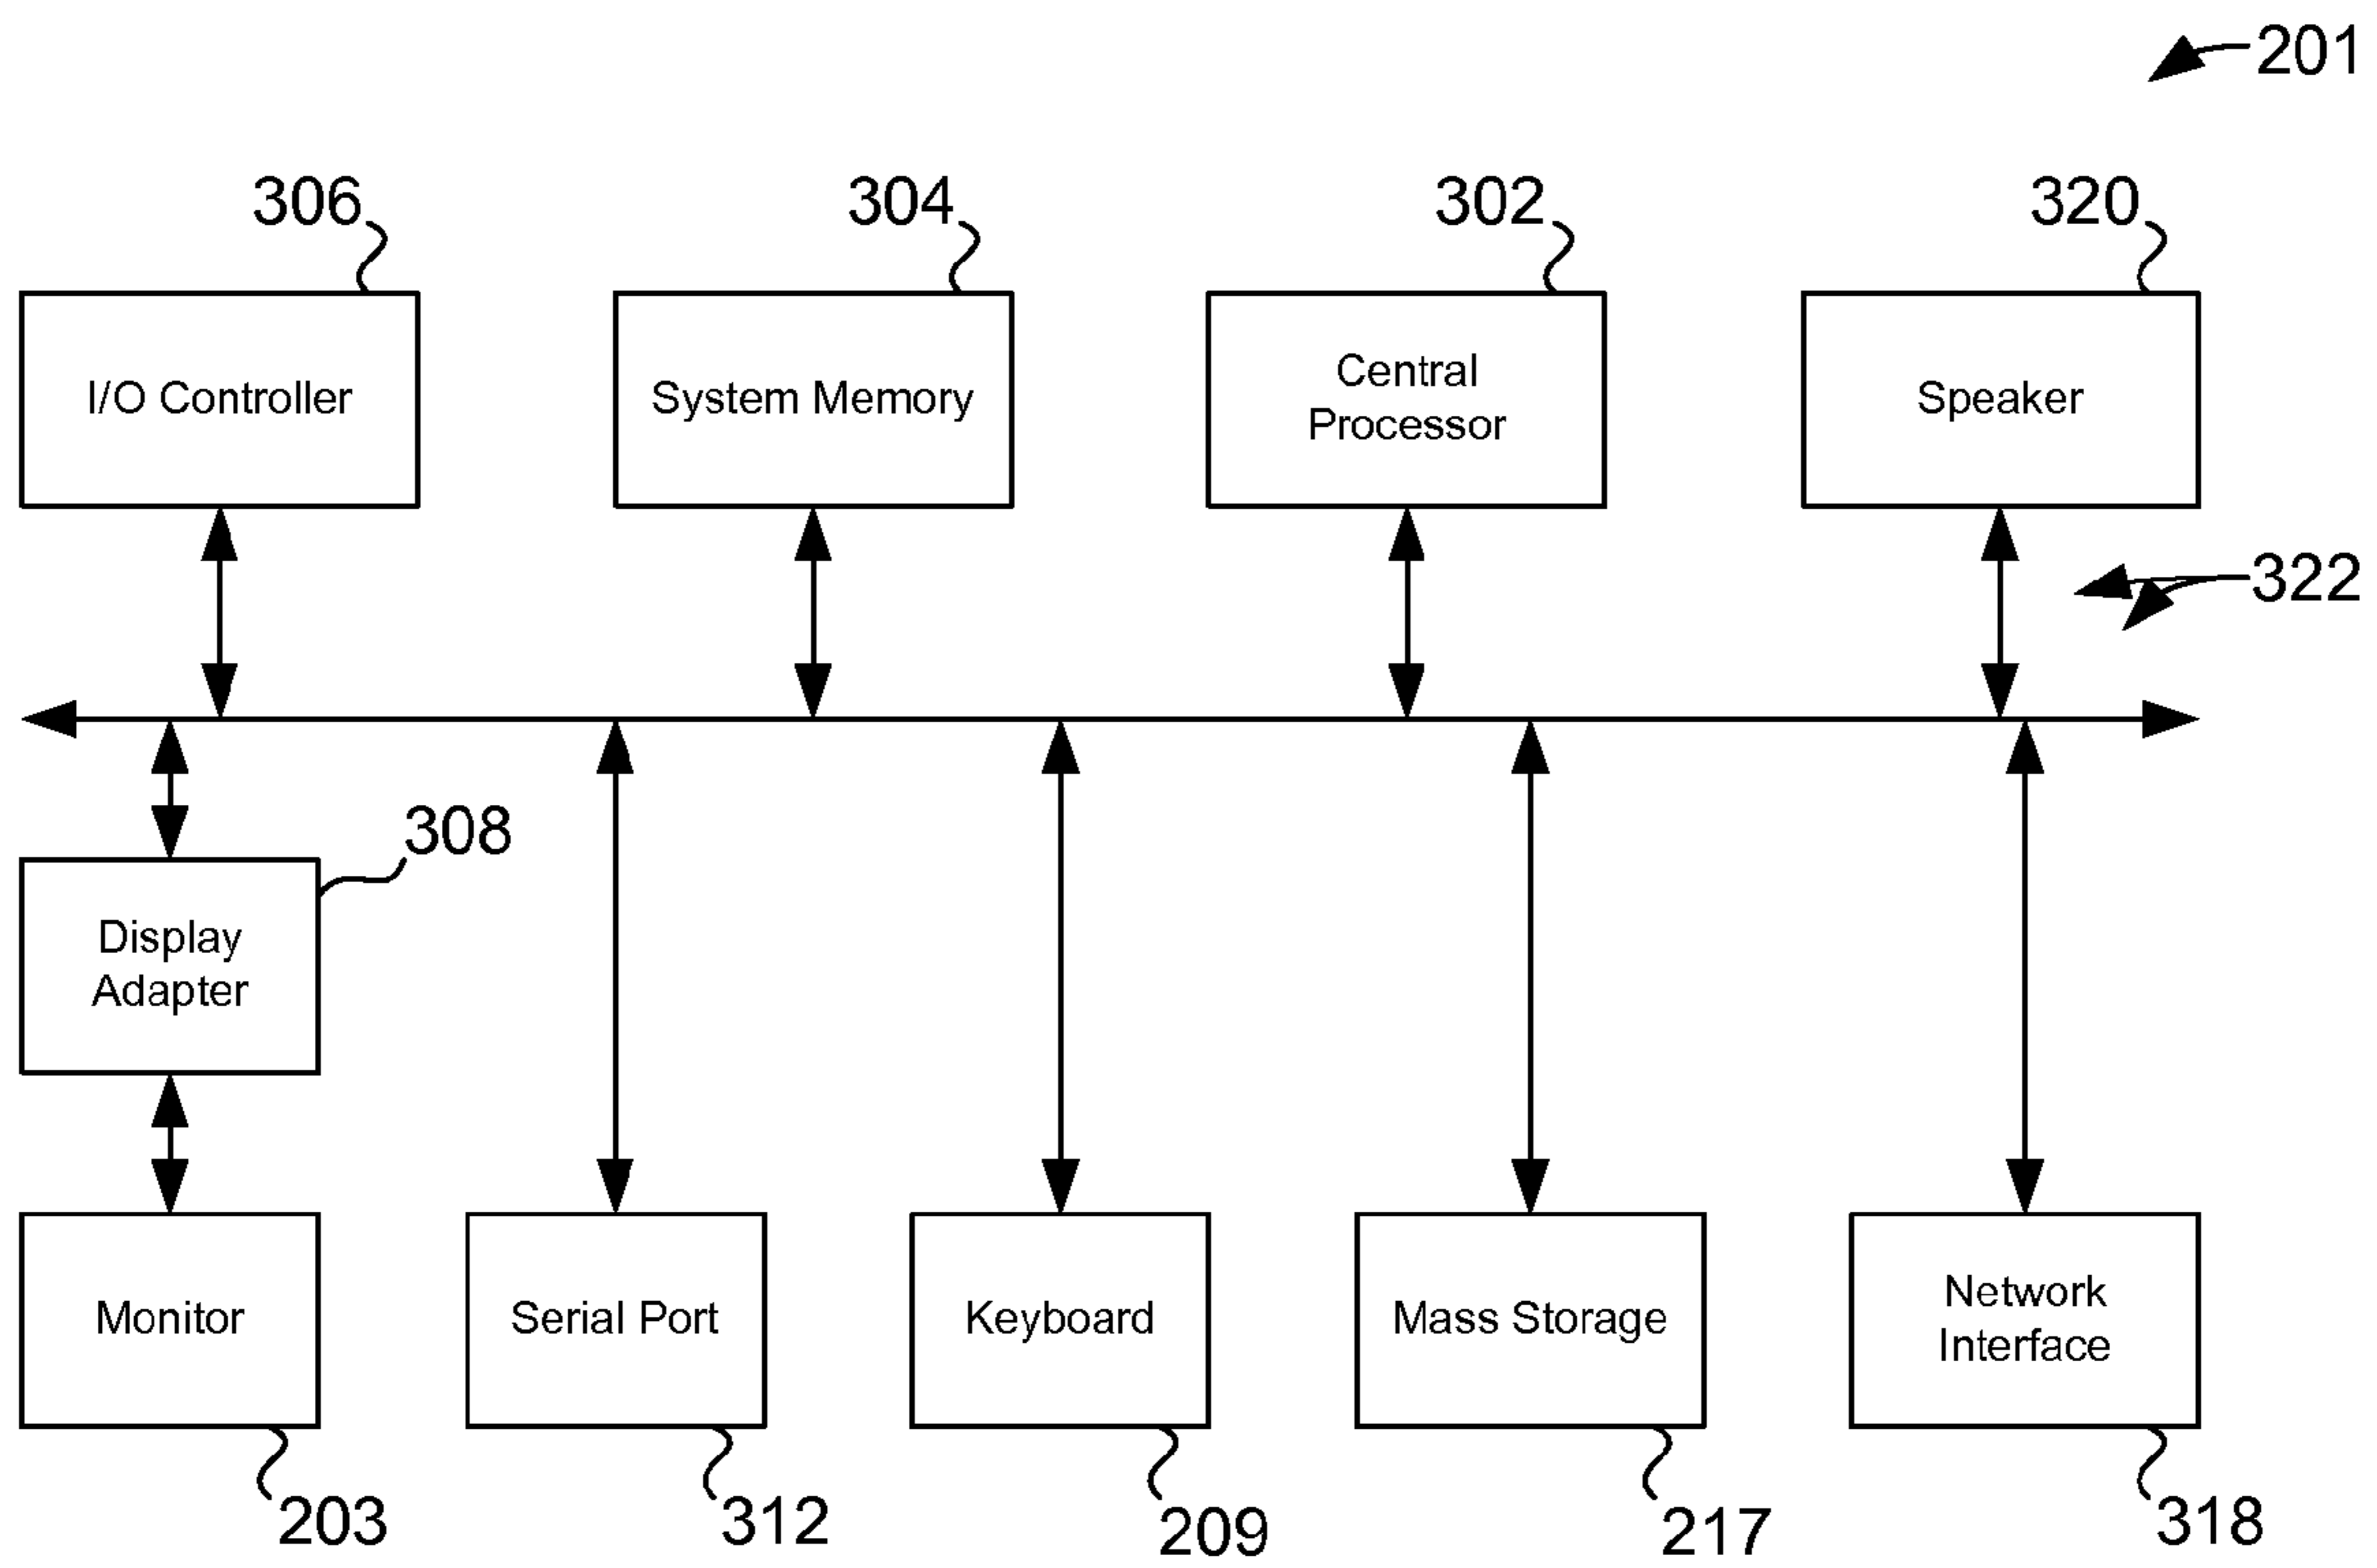 201
306
304
302
320
I/O Controller
System Memory
Central
Processor
Speaker
322
308
Display
Adapter
Monitor
Serial Port
Keyboard
Mass Storage
Network
Interface
203
312
209
217
318